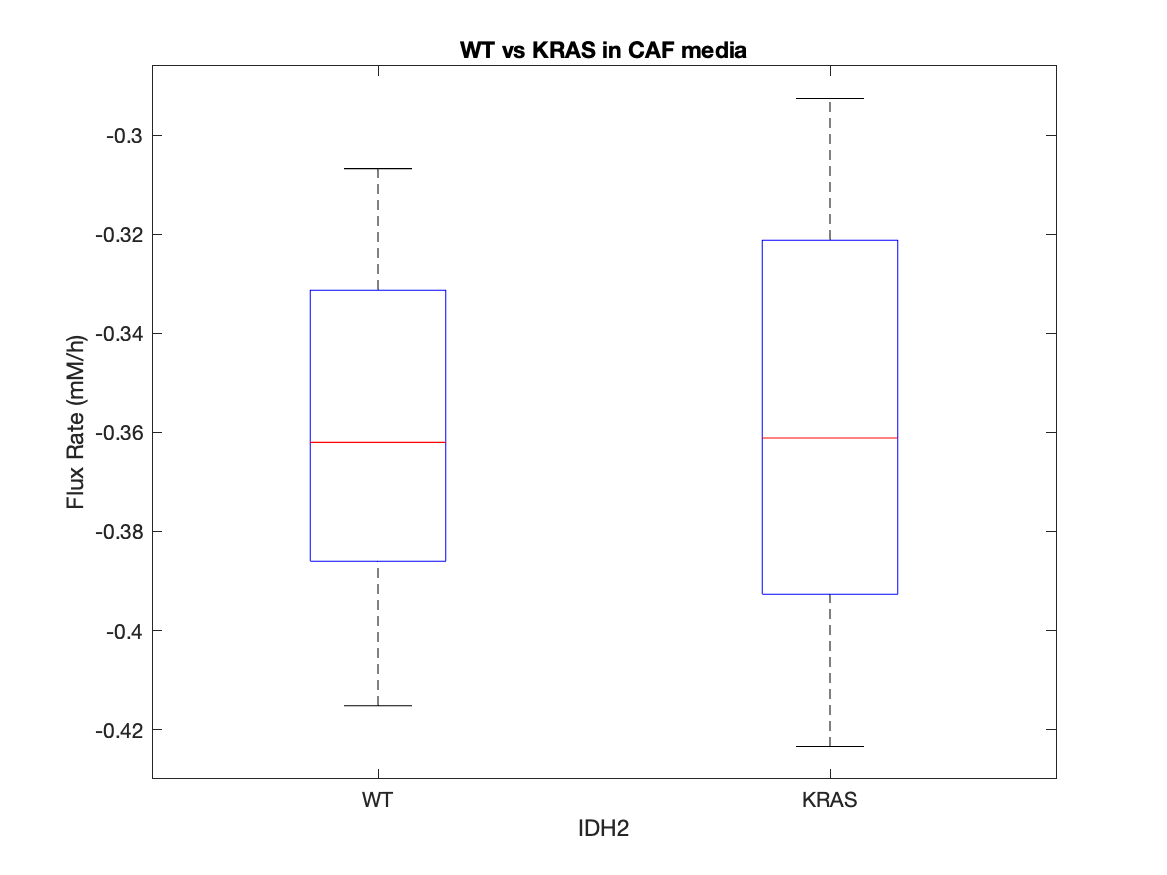 WT vs KRAS in CAF media
-0.3
-0.32
-0.34
-0.36
-0.38
-0.4
-0.42
Flux Rate (mM/h)
WT KRAS
IDH2